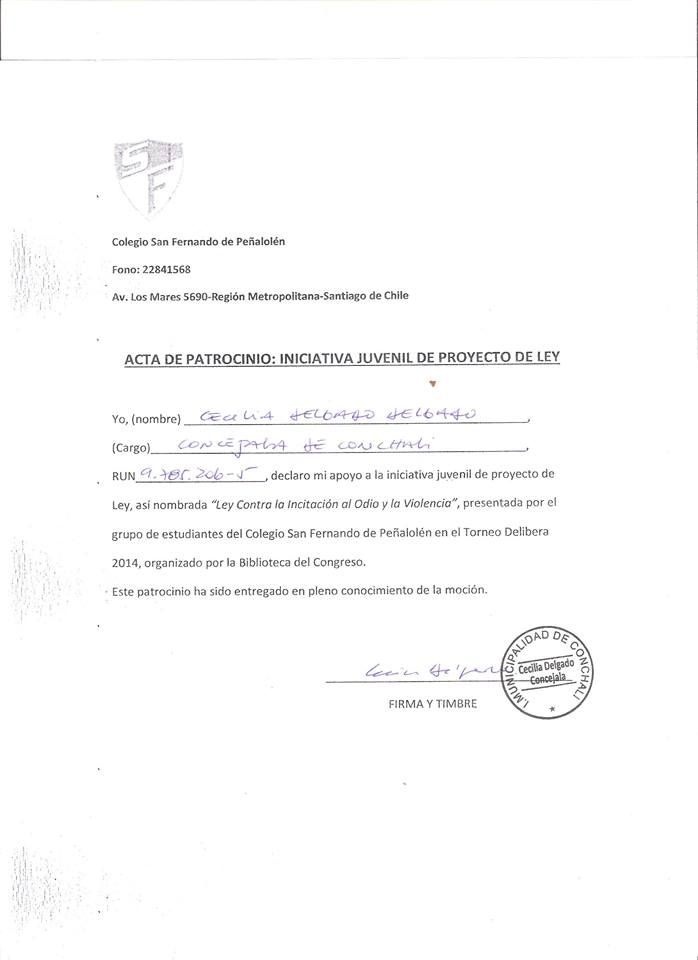 SIF
Colegio San Fernando de Peñalolén
Fono: 22841568
Av. Los Mares 5690-Región Metropolitana-Santiago de Chile
ACTA DE PATROCINIO: INICIATIVA JUVENIL DE PROYECTO DE LEY
Yo, (nombre) CECILIA DELGADO DELGADO,
(Cargo) CONCEJALA DE CONCHALI,
RUN 9.785.206-5, declaro mi apoyo a la iniciativa juvenil de proyecto de
Ley, así nombrada “Ley Contra la Incitación al Odio y la Violencia”, presentada por el
grupo de estudiantes del Colegio San Fernando de Peñalolén en el Torneo Delibera
2014, organizado por la Biblioteca del Congreso.
Este patrocinio ha sido entregado en pleno conocimiento de la moción.
I. MUNICIPALIDAD DE CONCHALI
Cecilia Delgado
Concejala
FIRMA Y TIMBRE